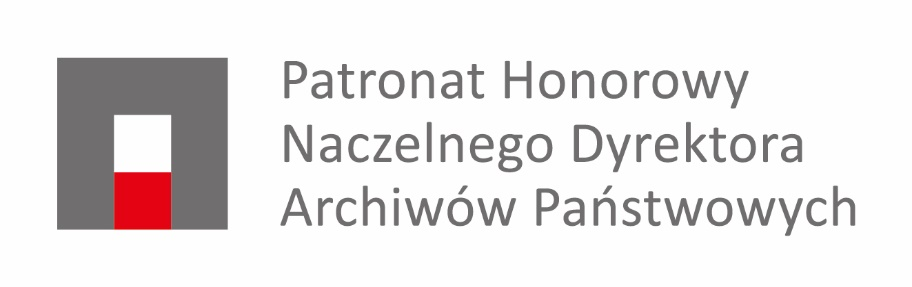 Patronat Honorowy
Naczelnego Dyrektora
Archiwów Państwowych